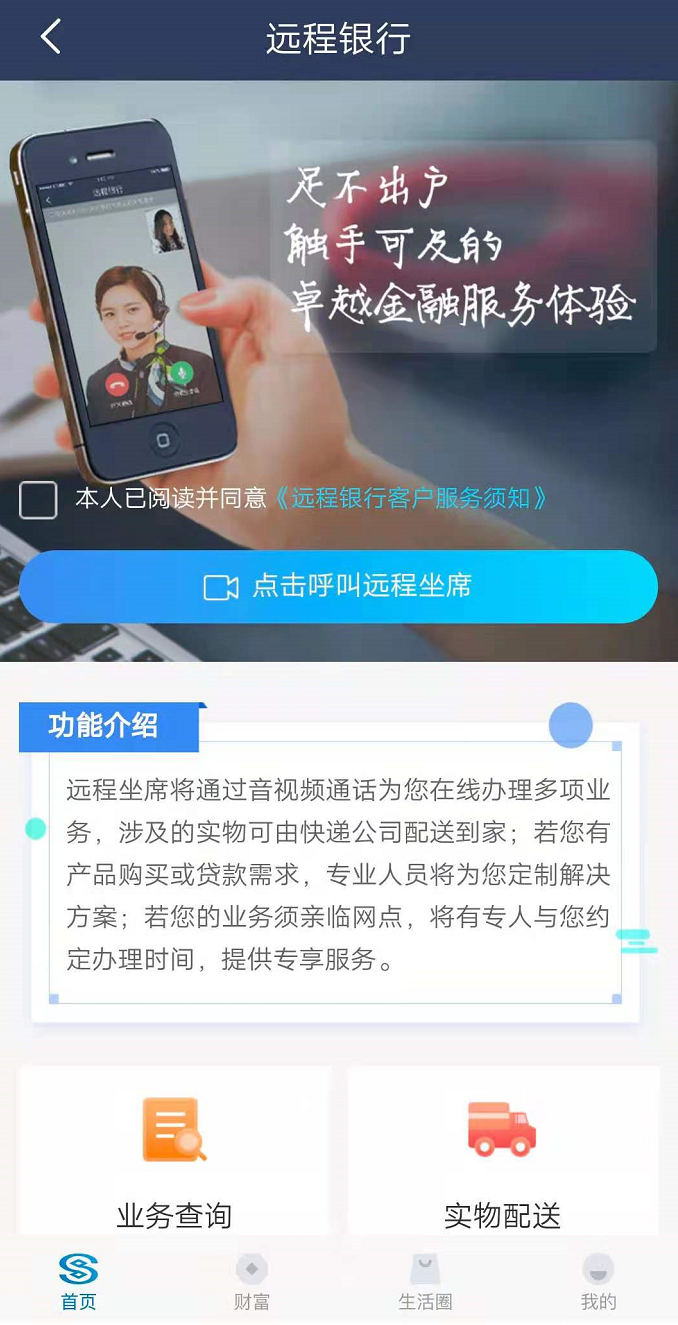 远程银行
远程银行
足不出户
触手可及的
卓越金融服务体验
本人已阅读并同意《远程银行客户服务须知》
点击呼叫远程坐席
功能介绍
远程坐席将通过音视频通话为您在线办理多项业
务，涉及的实物可由快递公司配送到家；若您有
产品购买或贷款需求，专业人员将为您定制解决
方案；若您的业务须亲临网点，将有专人与您约
定办理时间，提供专享服务。
业务查询
实物配送
首页
财富
生活圈
我的